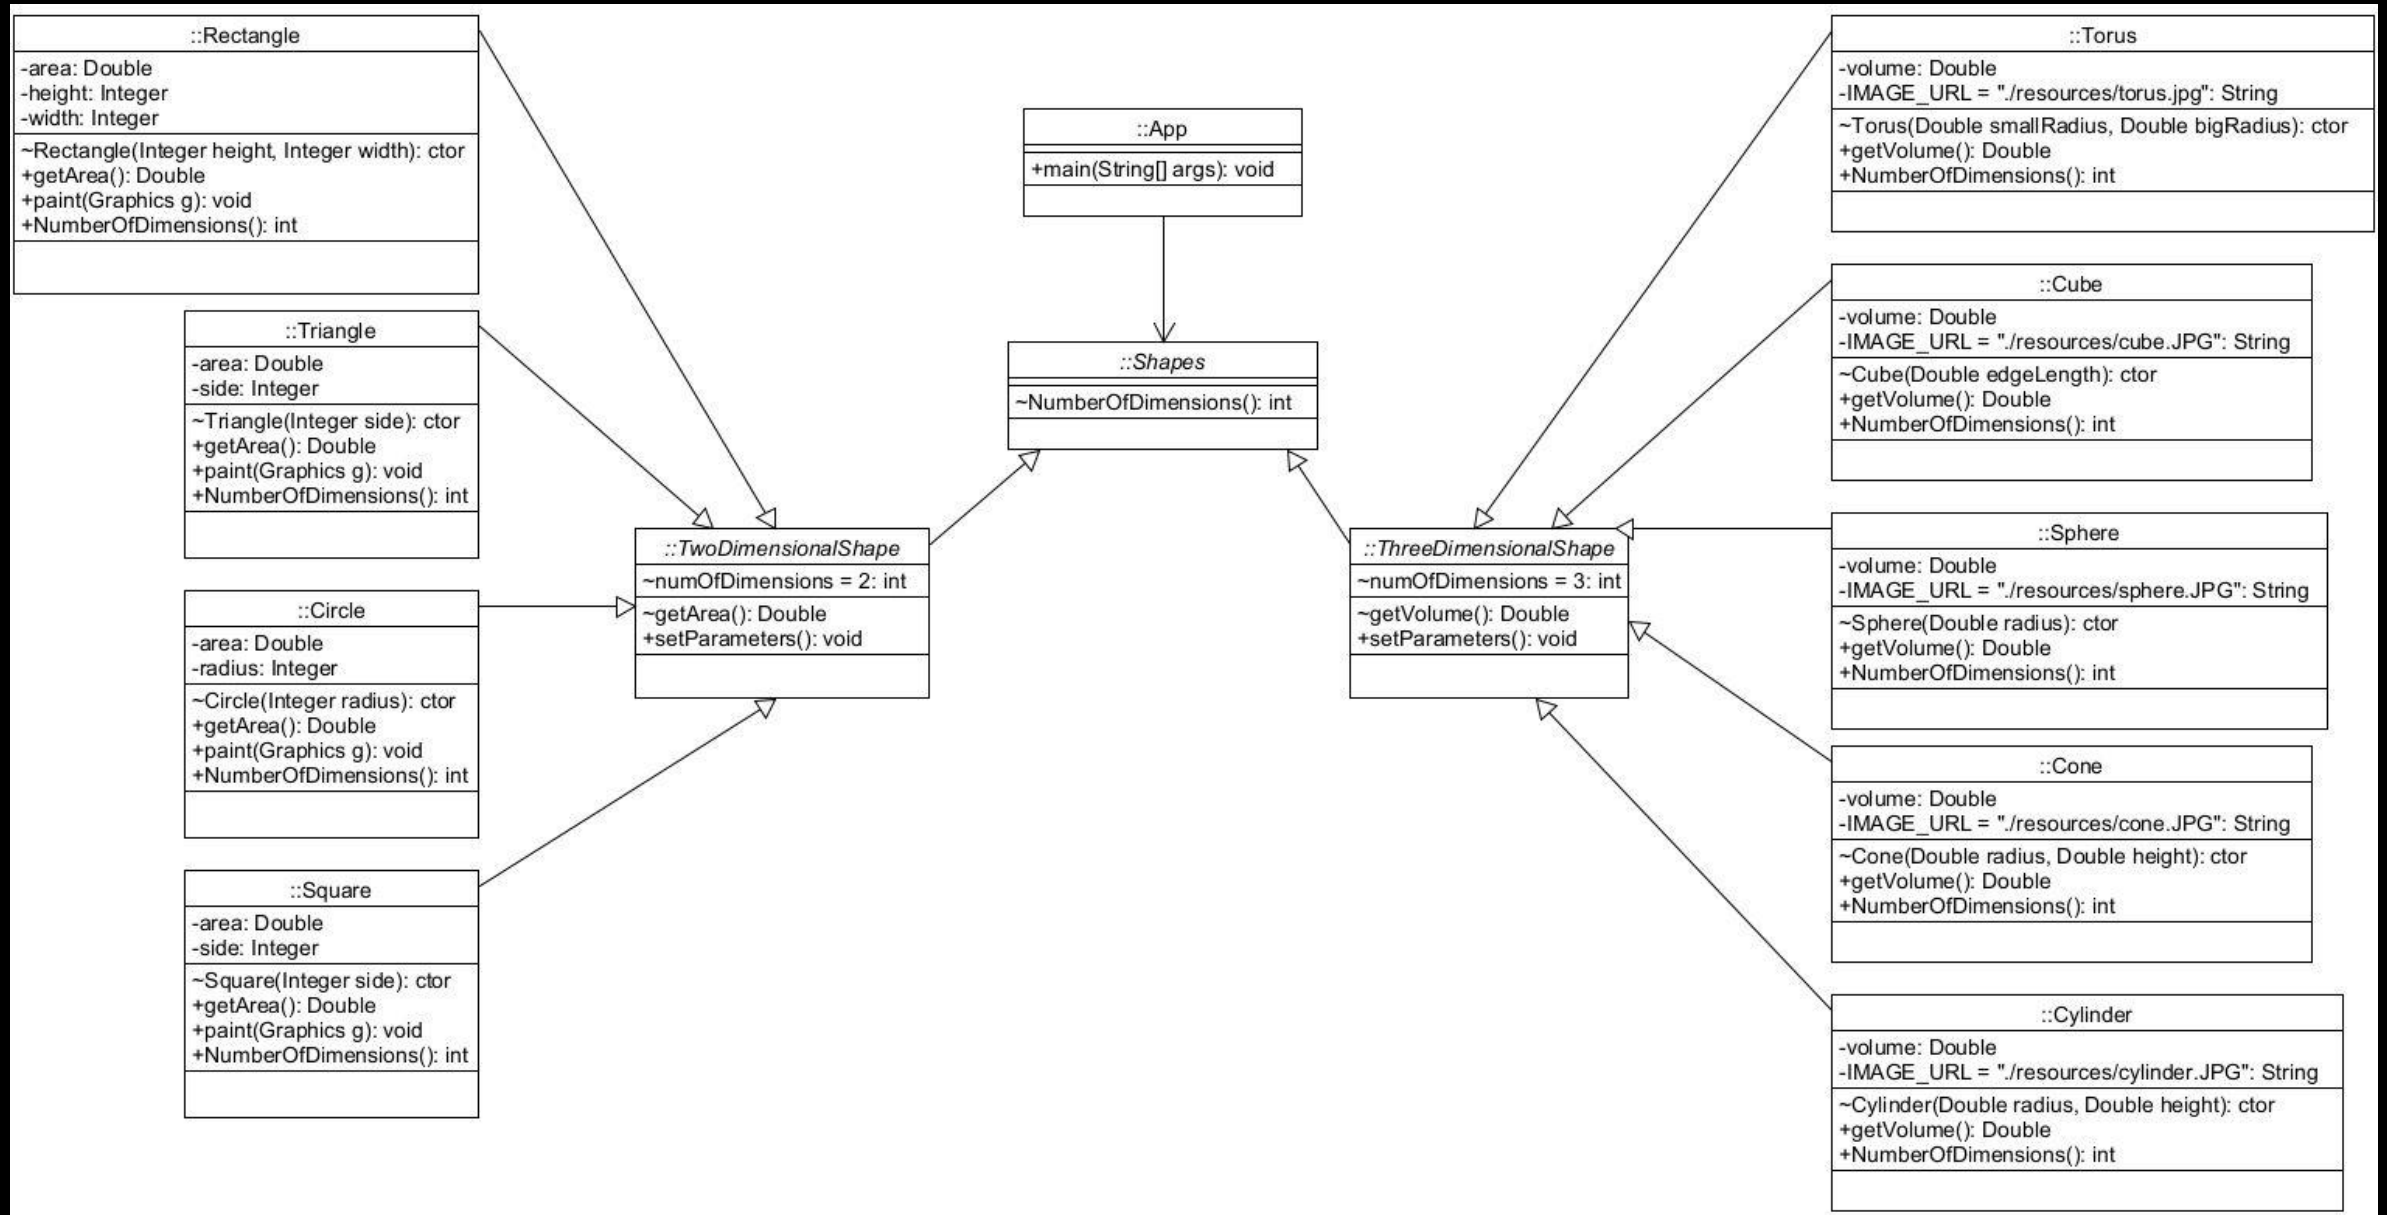 ::Rectangle
-area: Double
-height: Integer
-width: Integer
~Rectangle(Integer height, Integer width): ctor
+getArea(): Double
+paint(Graphics g): void
+NumberOfDimensions(): int
::Triangle
-area: Double
-side: Integer
~Triangle(Integer side): ctor
+getArea(): Double
+paint(Graphics g): void
+NumberOfDimensions(): int
::Circle
-area: Double
-radius: Integer
~Circle(Integer radius): ctor
+getArea(): Double
+paint(Graphics g): void
+NumberOfDimensions(): int
::Square
-area: Double
-side: Integer
~Square(Integer side): ctor
+getArea(): Double
+paint(Graphics g): void
+NumberOfDimensions(): int
::App
+main(String[] args): void
::Shapes
~NumberOfDimensions(): int
::TwoDimensionalShape
~numOfDimensions = 2: int
~getArea(): Double
+setParameters(): void
::ThreeDimensionalShape
~numOfDimensions = 3: int
~getVolume(): Double
+setParameters(): void
::Torus
-volume: Double
-IMAGE_URL = "./resources/torus.jpg": String
~Torus(Double smallRadius, Double bigRadius): ctor
+getVolume(): Double
+NumberOfDimensions(): int
::Cube
-volume: Double
-IMAGE_URL = "./resources/cube.JPG": String
~Cube(Double edgeLength): ctor
+getVolume(): Double
+NumberOfDimensions(): int
::Sphere
-volume: Double
-IMAGE_URL = "./resources/sphere.JPG": String
~Sphere(Double radius): ctor
+getVolume(): Double
+NumberOfDimensions(): int
::Cone
-volume: Double
-IMAGE_URL = "./resources/cone.JPG": String
~Cone(Double radius, Double height): ctor
+getVolume(): Double
+NumberOfDimensions(): int
::Cylinder
-volume: Double
-IMAGE_URL = "./resources/cylinder.JPG": String
~Cylinder(Double radius, Double height): ctor
+getVolume(): Double
+NumberOfDimensions(): int